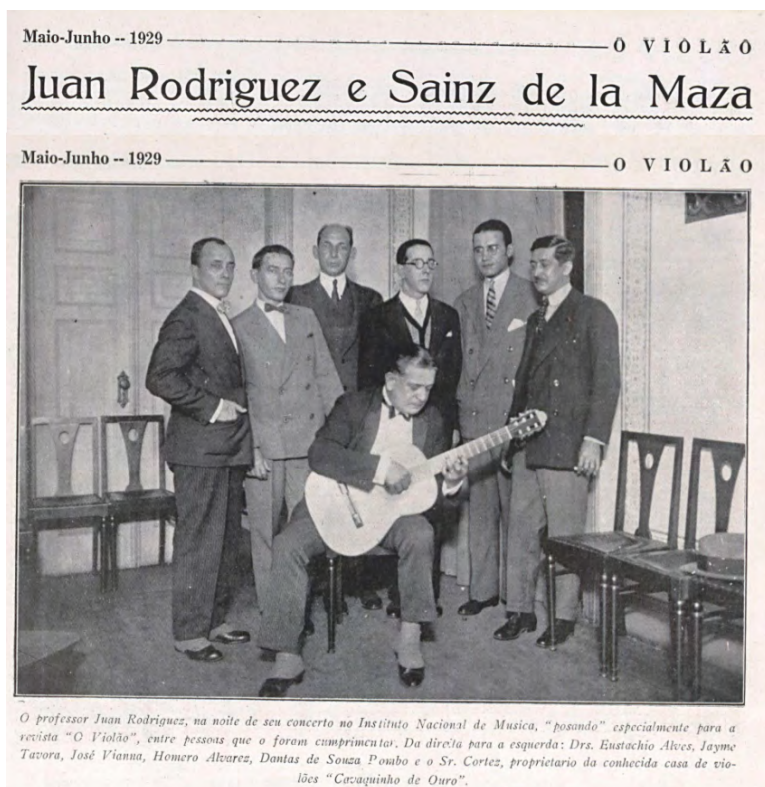 Maio-Junho -- 1929 O VIOLÃO
Juan Rodriguez e Sainz de la Maza
Maio-Junho -- 1929 O VIOLÃO
O professor Juan Rodriguez, na noite de seu concerto no Instituto Nacional de Musica, "posando" especialmente para a
revista "O Violão", entre pessoas que o foram cumprimentar. Da direita para a esquerda: Drs. Eustachio Alves, Jayme
Tavora, José Vianna, Homero Alvarez, Dantas de Souza Pombo e o Sr. Cortez, proprietario da conhecida casa de vio-
lões "Cavaquinho de Ouro".